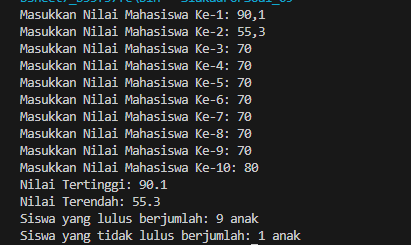 Masukkan Nilai Mahasiswa Ke-1: 90,1
Masukkan Nilai Mahasiswa Ke-2: 55,3
Masukkan Nilai Mahasiswa Ke-3: 70
Masukkan Nilai Mahasiswa Ke-4: 70
Masukkan Nilai Mahasiswa Ke-5: 70
Masukkan Nilai Mahasiswa Ke-6: 70
Masukkan Nilai Mahasiswa Ke-7: 70
Masukkan Nilai Mahasiswa Ke-8: 70
Masukkan Nilai Mahasiswa Ke-9: 70
Masukkan Nilai Mahasiswa Ke-10: 80
Nilai Tertinggi: 90.1
Nilai Terendah: 55.3
Siswa yang lulus berjumlah: 9 anak
Siswa yang tidak lulus berjumlah: 1 anak